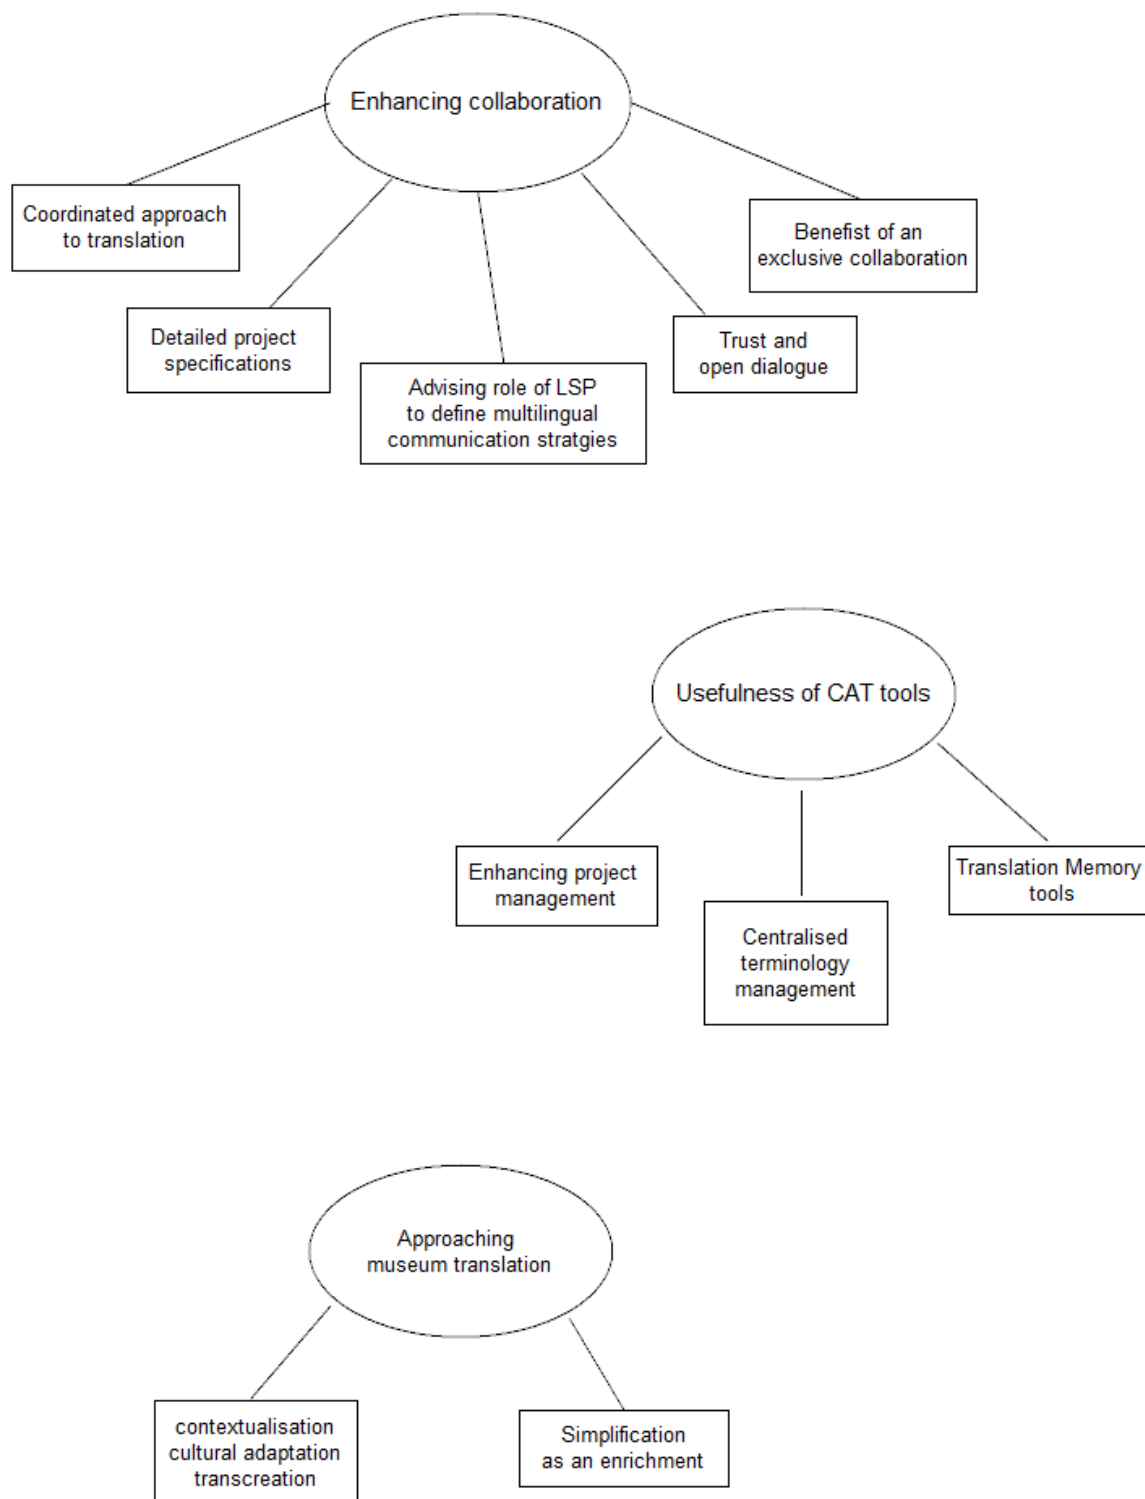 Enhancing collaboration
Coordinated approach
to translation
Detailed project
specifications
Advising role of LSP
to define multilingual
communication stratgies
Trust and
open dialogue
Benefist of an
exclusive collaboration
Usefulness of CAT tools
Enhancing project
management
Centralised
terminology
management
Translation Memory
tools
Approaching
museum translation
contextualisation
cultural adaptation
transcreation
Simplification
as an enrichment